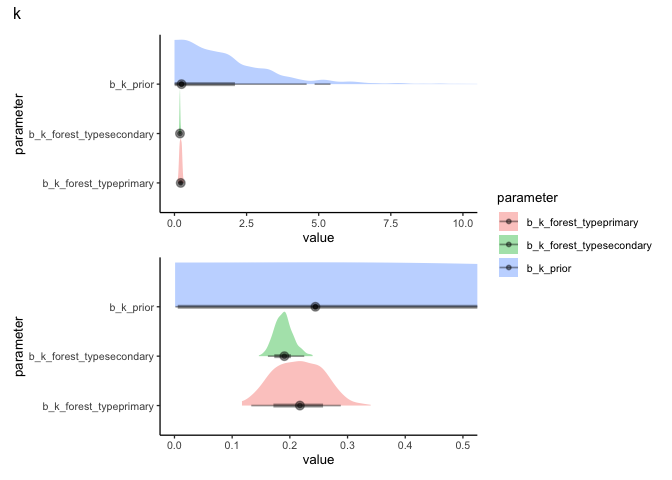 k
parameter
b_k_prior
b_k_forest_typesecondary
b_k_forest_typeprimary
0.0 2.5 5.0 7.5 10.0
value
parameter
b_k_forest_typeprimary
b_k_forest_typesecondary
b_k_prior
parameter
b_k_prior
b_k_forest_typesecondary
b_k_forest_typeprimary
0.0 0.1 0.2 0.3 0.4 0.5
value